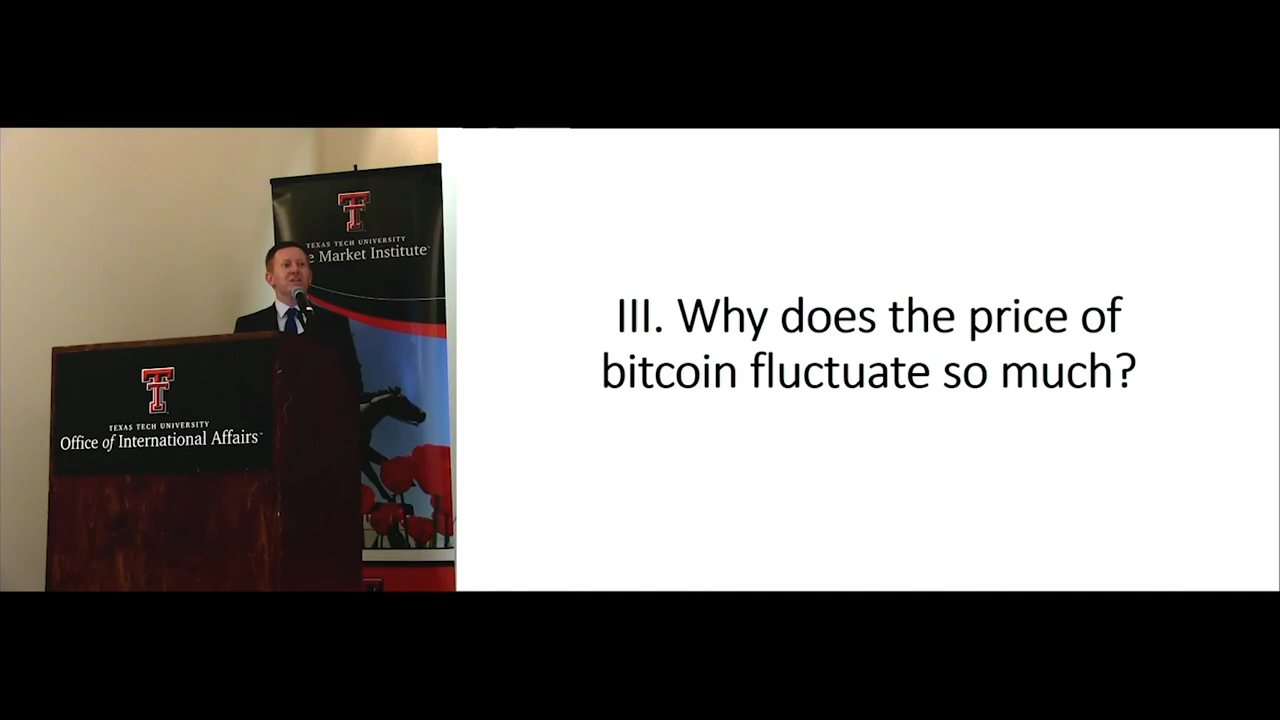 TEXAS TECH UNIVERSITY
e Market Institute
TEXAS TECH UNIVERSITY
Office of International Affairs
III. Why does the price of
bitcoin fluctuate so much?